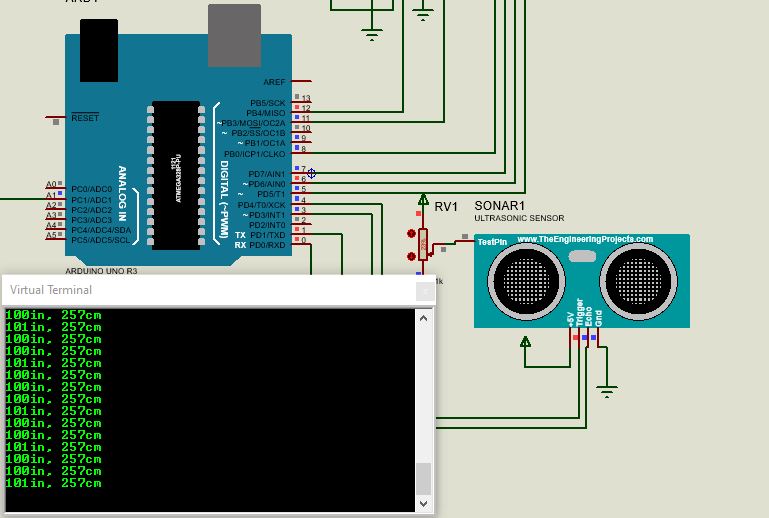 AREF
RESET
PB5/SCK
13
PB4/MISO
12
~PB3/MOSI/OC2A
11
~ PB2/SS/OC1B
10
~ PB1/OC1A
9
PB0/ICP1/CLKO
8
PD7/AIN1
7
~ PD6/AIN0
6
~ PD5/T1
5
PD4/T0/XCK
4
~ PD3/INT1
3
PD2/INT0
2
TX PD1/TXD
1
RX PD0/RXD
0
A0 PC0/ADC0
A1 PC1/ADC1
A2 PC2/ADC2
A3 PC3/ADC3
A4 PC4/ADC4/SDA
A5 PC5/ADC5/SCL
ANALOG IN
1121
ATMEGA328P-PU
DIGITAL (~PWM)
ARDUINO UNO R3
RV1
1k
SONAR1
ULTRASONIC SENSOR
TestPin
www.TheEngineeringProjects.com
+5V
Trigger
Echo
Gnd
Virtual Terminal
x
100in, 257cm
101in, 257cm
100in, 257cm
100in, 257cm
101in, 257cm
100in, 257cm
100in, 257cm
100in, 257cm
101in, 257cm
100in, 257cm
100in, 257cm
101in, 257cm
100in, 257cm
100in, 257cm
101in, 257cm